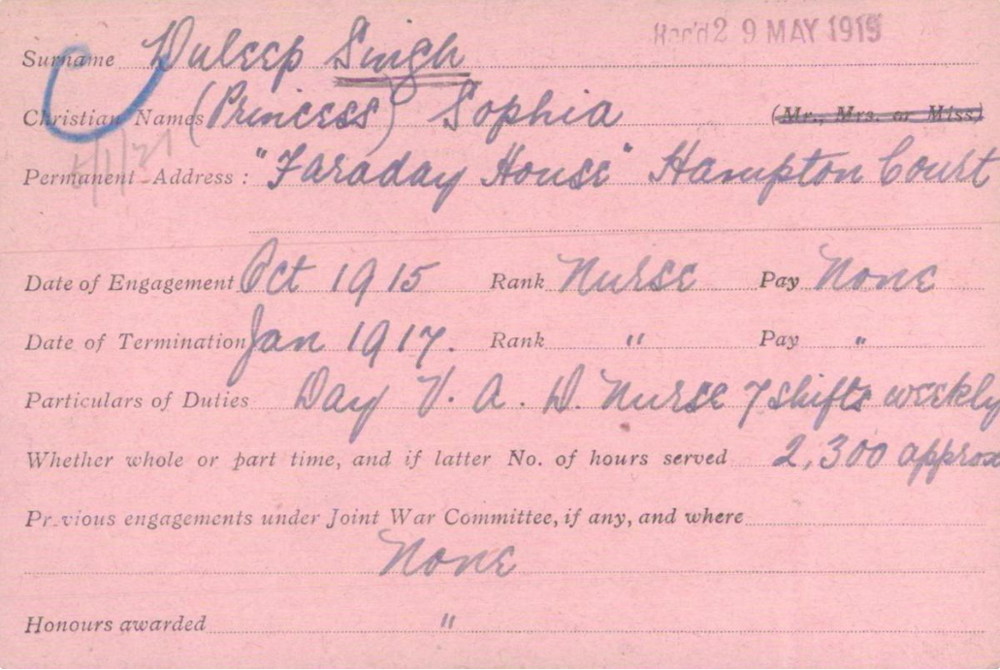 Rec'd 29 MAY 1919
Surname Duleep Singh
Christian Names (Princess) Sophia (Mr., Mrs. or Miss)
6/1/21
Permanent Address : "Faraday House" Hampton Court
Date of Engagement Oct 1915 Rank Nurse Pay None
Date of Termination Jan 1917. Rank " Pay "
Particulars of Duties Day V. A. D. Nurse 7 shifts weekly
Whether whole or part time, and if latter No. of hours served 2,300 approx
Previous engagements under Joint War Committee, if any, and where
None
Honours awarded "